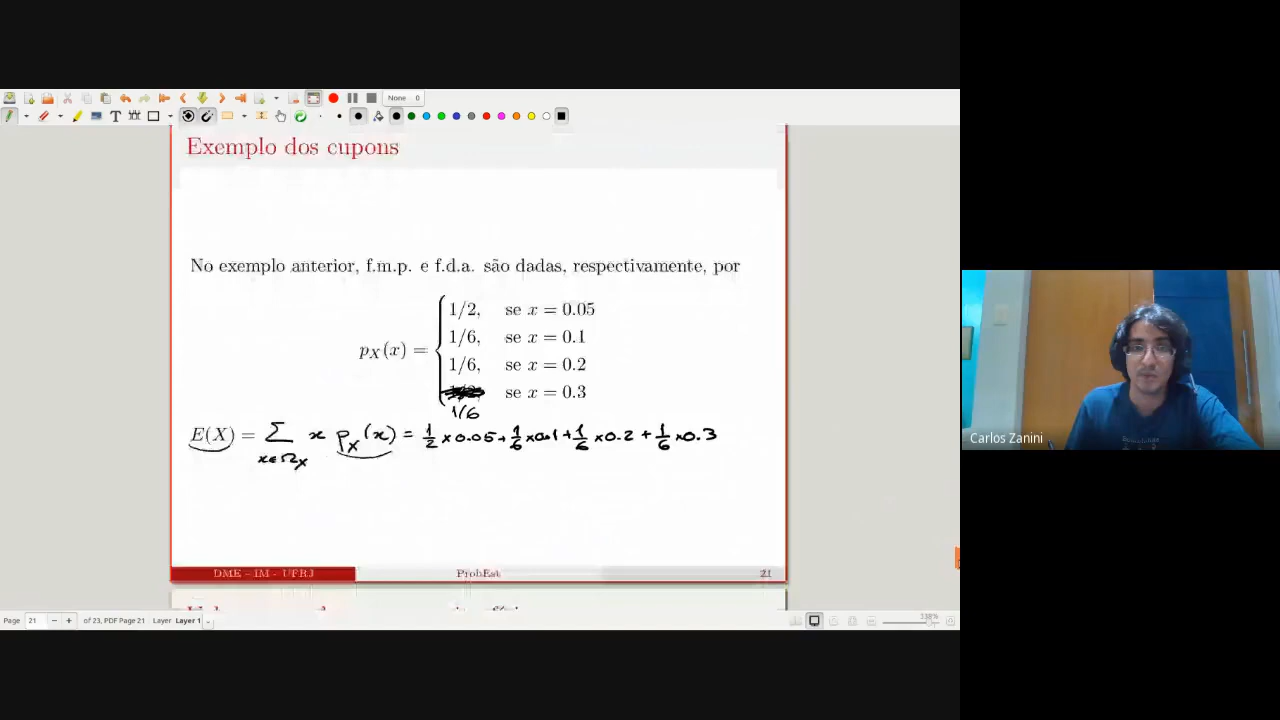 None 0
Exemplo dos cupons
No exemplo anterior, f.m.p. e f.d.a. são dadas, respectivamente, por
p_X(x) =
1/2, se x = 0.05
1/6, se x = 0.1
1/6, se x = 0.2
se x = 0.3
1/6
E(X) = Σ x p_X(x) = 1/2 × 0.05 + 1/6 × 0.1 + 1/6 × 0.2 + 1/6 × 0.3
x ∈ Ω_X
DME – IM - UFRJ ProbEst 21
Page 21 of 23, PDF Page 21 Layer Layer 1
Carlos Zanini